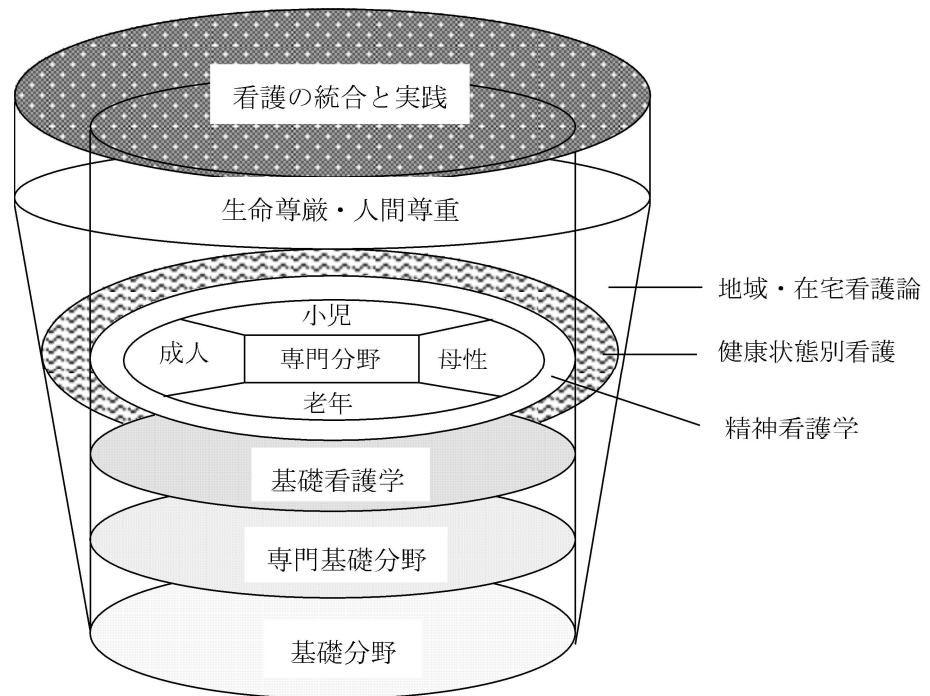 看護の統合と実践
生命尊厳・人間尊重
地域・在宅看護論
小児
成人
専門分野
母性
健康状態別看護
老年
精神看護学
基礎看護学
専門基礎分野
基礎分野